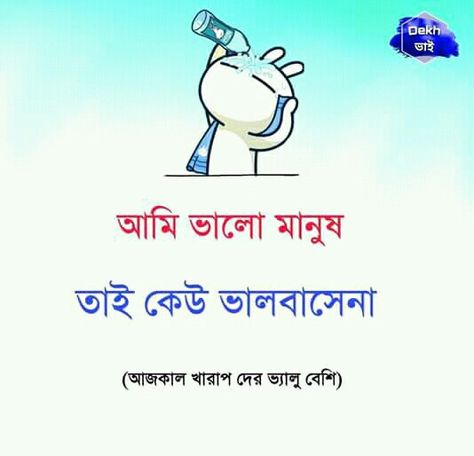 Dekh
ভাই
আমি ভালো মানুষ
তাই কেউ ভালবাসেনা
(আজকাল খারাপ দের ভ্যালু বেশি)